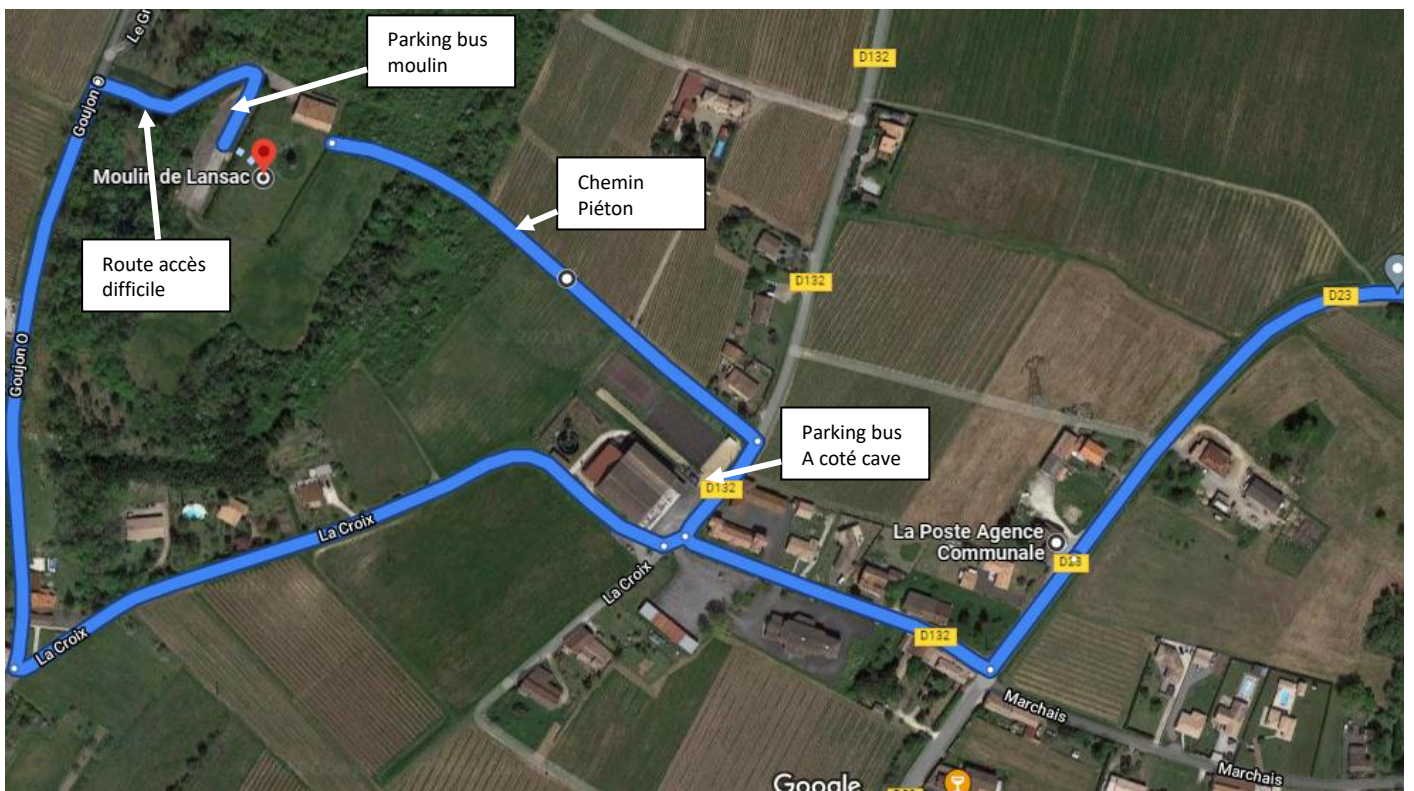 Le Gr
Parking bus
moulin
D132
Goujon O
Moulin de Lansac
Chemin
Piéton
Route accès
difficile
D132
D23
Goujon O
Parking bus
A coté cave
D132
La Croix
La Poste Agence
Communale
D23
La Croix
La Croix
D132
Marchais
Marchais
Google